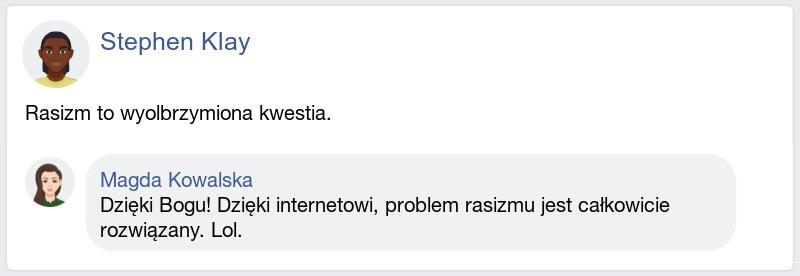 Stephen Klay
Rasizm to wyolbrzymiona kwestia.
Magda Kowalska
Dzięki Bogu! Dzięki internetowi, problem rasizmu jest całkowicie
rozwiązany. Lol.